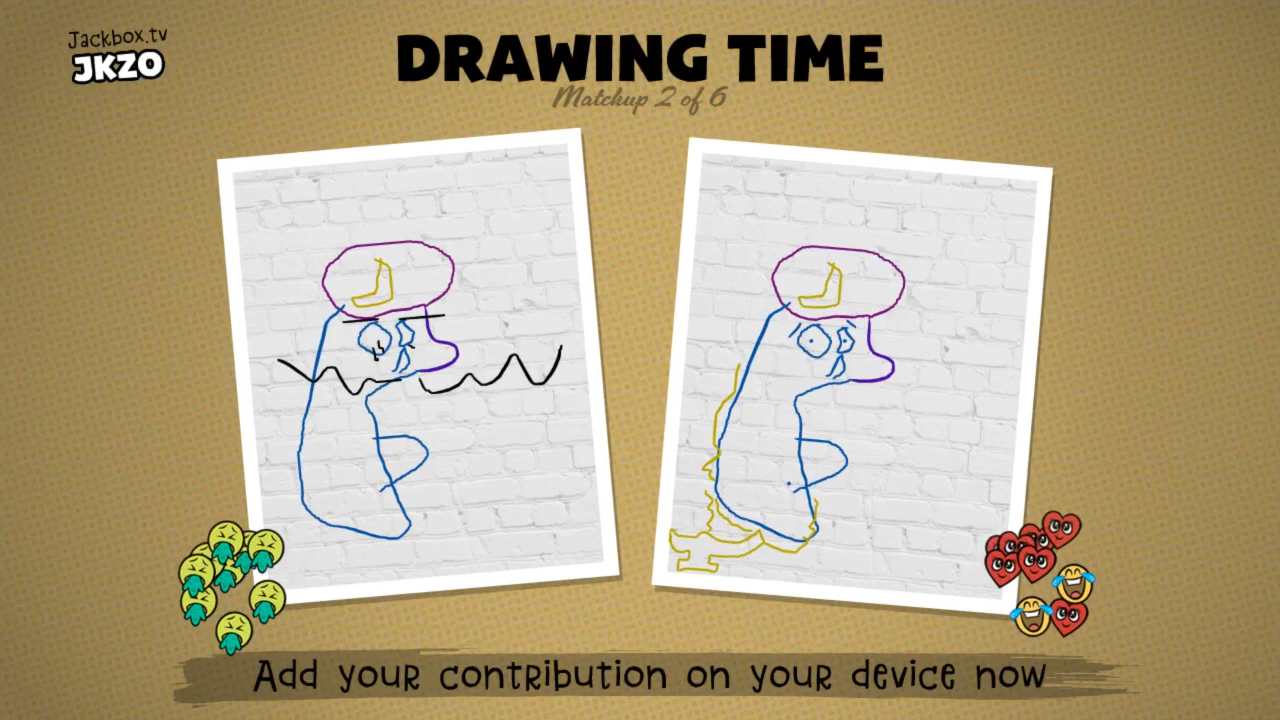 Jackbox.tv
JKZO
DRAWING TIME
Matchup 2 of 6
Add your contribution on your device now